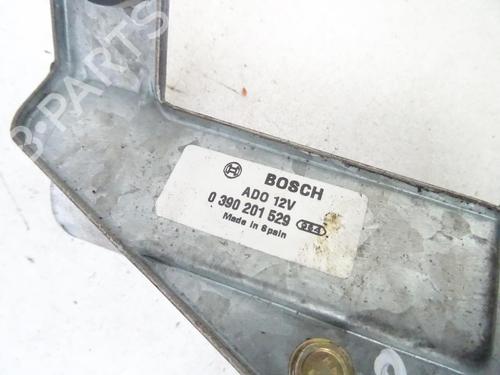 B-PARTS
BOSCH
ADO 12V
0 390 201 529
Made in Spain